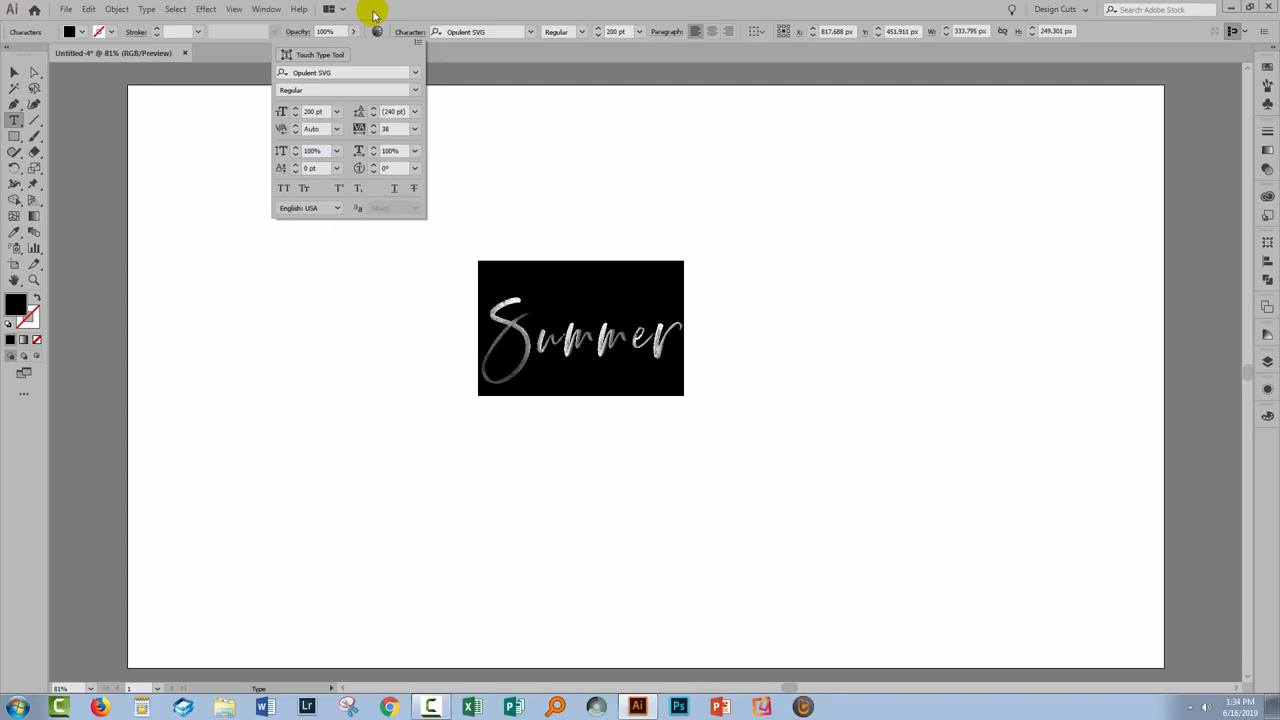 Ai File Edit Object Type Select Effect View Window Help Design Cuts Search Adobe Stock
Characters Stroke: Opacity: 100% Character: Opulent SVG Regular 200 pt Paragraph: X: 817.688 px Y: 451.911 px W: 333.795 px H: 249.301 px
Untitled-4* @ 81% (RGB/Preview)
Touch Type Tool
Opulent SVG
Regular
200 pt (240 pt)
Auto 38
100% 100%
0 pt 0°
English: USA Sharp
Summer
81% 1 Type
1:34 PM
6/16/2019